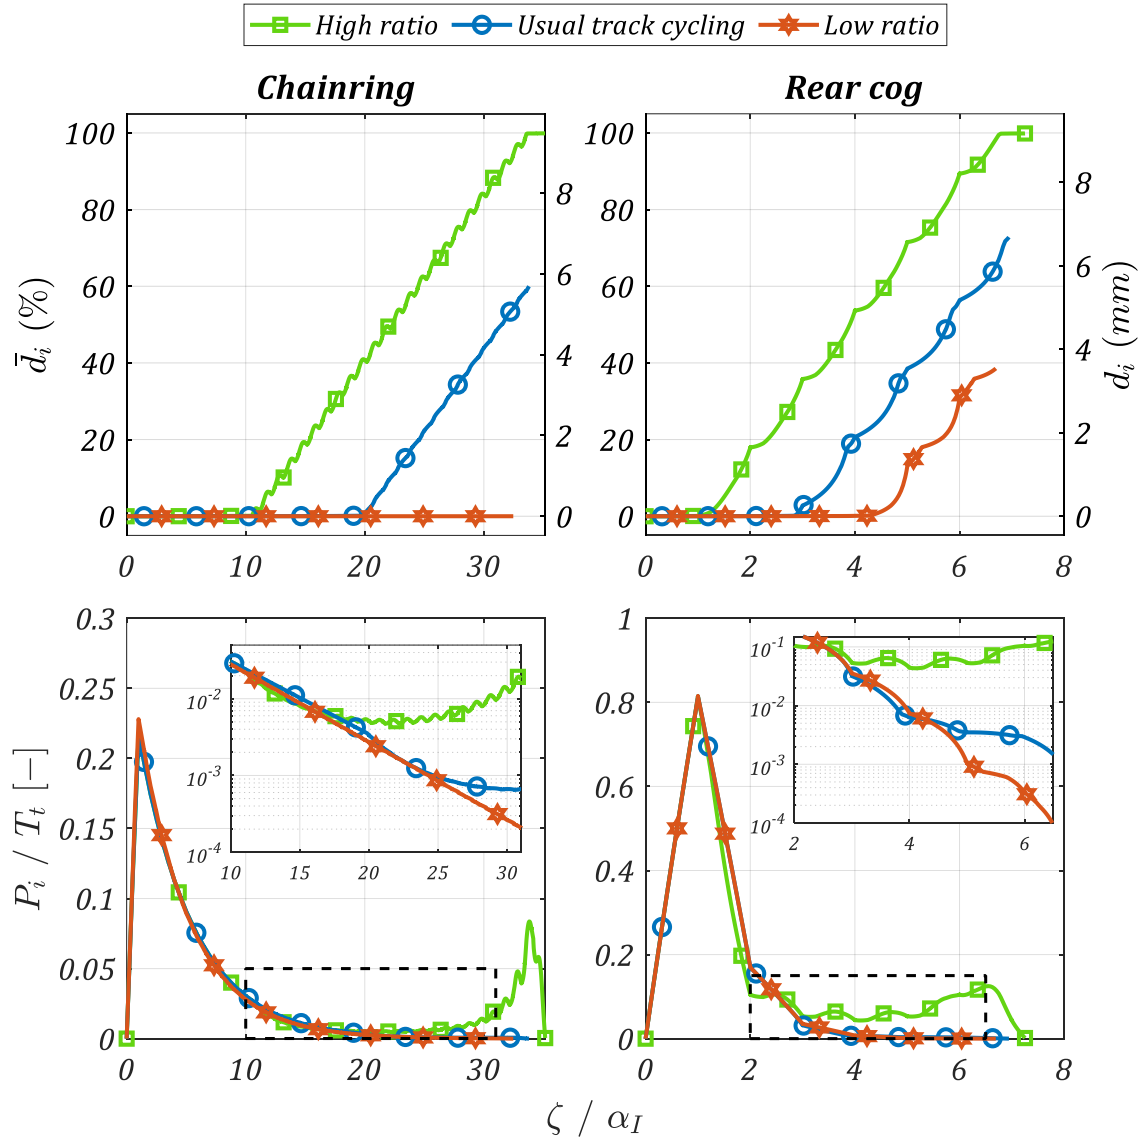 High ratio Usual track cycling Low ratio
Chainring Rear cog
100 80 60 40 20 0
d̄ᵢ (%)
8 6 4 2 0
0 10 20 30
100 80 60 40 20 0
8 6 4 2 0
dᵢ (mm)
0 2 4 6 8
0.3 0.25 0.2 0.15 0.1 0.05 0
Pᵢ / Tₜ [−]
10⁻² 10⁻³ 10⁻⁴
10 15 20 25 30
0 10 20 30
1 0.8 0.6 0.4 0.2 0
10⁻¹ 10⁻² 10⁻³ 10⁻⁴
2 4 6
0 2 4 6 8
ζ / α_I